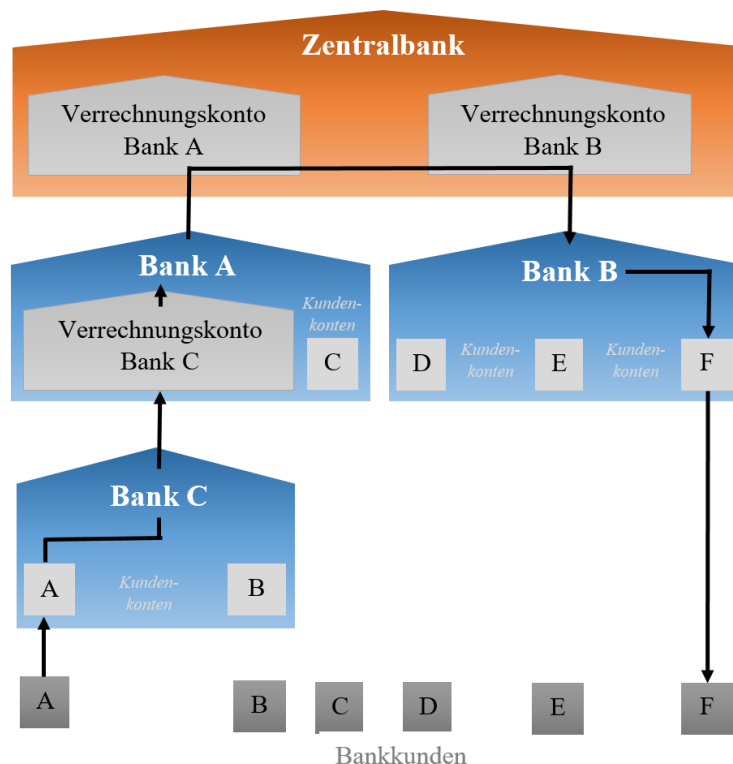 Zentralbank
Verrechnungskonto
Bank A
Verrechnungskonto
Bank B
Bank A
Verrechnungskonto
Bank C
Kunden-
konten
C
Bank B
D
Kunden-
konten
E
Kunden-
konten
F
Bank C
A
Kunden-
konten
B
A
B
C
D
E
F
Bankkunden